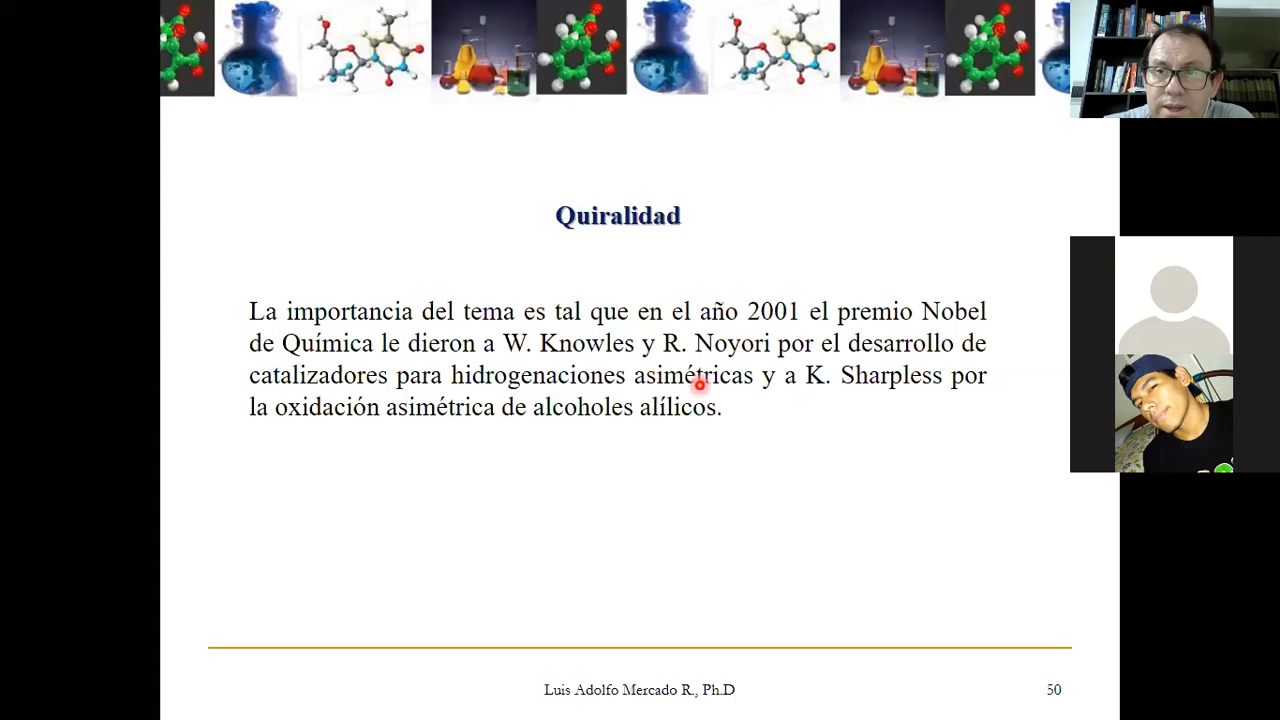 Quiralidad
La importancia del tema es tal que en el año 2001 el premio Nobel
de Química le dieron a W. Knowles y R. Noyori por el desarrollo de
catalizadores para hidrogenaciones asimétricas y a K. Sharpless por
la oxidación asimétrica de alcoholes alílicos.
Luis Adolfo Mercado R., Ph.D
50